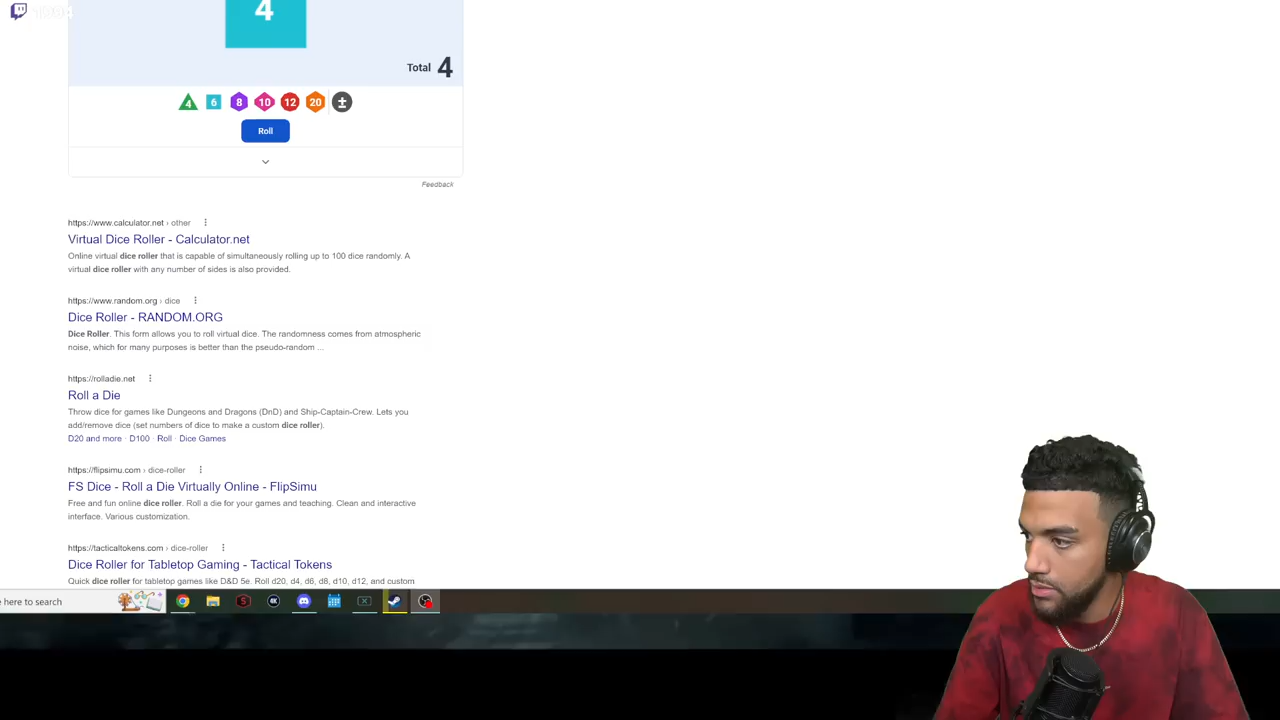 4
Total 4
4 6 8 10 12 20 ±
Roll
Feedback
https://www.calculator.net › other
Virtual Dice Roller - Calculator.net
Online virtual dice roller that is capable of simultaneously rolling up to 100 dice randomly. A
virtual dice roller with any number of sides is also provided.
https://www.random.org › dice
Dice Roller - RANDOM.ORG
Dice Roller. This form allows you to roll virtual dice. The randomness comes from atmospheric
noise, which for many purposes is better than the pseudo-random ...
https://rolladie.net
Roll a Die
Throw dice for games like Dungeons and Dragons (DnD) and Ship-Captain-Crew. Lets you
add/remove dice (set numbers of dice to make a custom dice roller).
D20 and more · D100 · Roll · Dice Games
https://flipsimu.com › dice-roller
FS Dice - Roll a Die Virtually Online - FlipSimu
Free and fun online dice roller. Roll a die for your games and teaching. Clean and interactive
interface. Various customization.
https://tacticaltokens.com › dice-roller
Dice Roller for Tabletop Gaming - Tactical Tokens
Quick dice roller for tabletop games like D&D 5e. Roll d20, d4, d6, d8, d10, d12, and custom
here to search